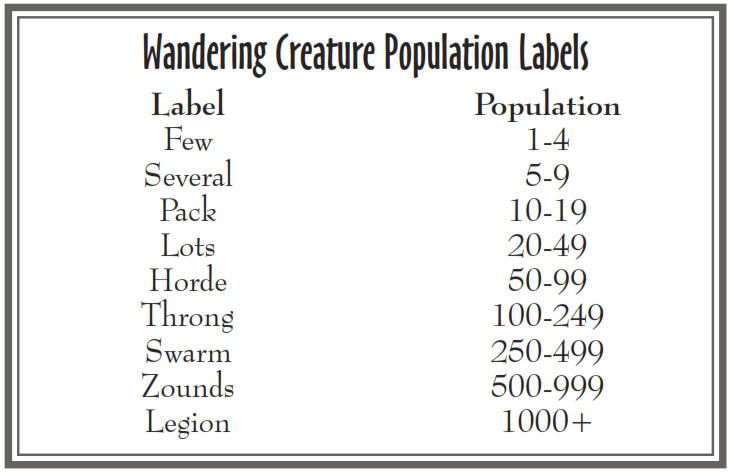 Wandering Creature Population Labels
Label Population
Few 1-4
Several 5-9
Pack 10-19
Lots 20-49
Horde 50-99
Throng 100-249
Swarm 250-499
Zounds 500-999
Legion 1000+